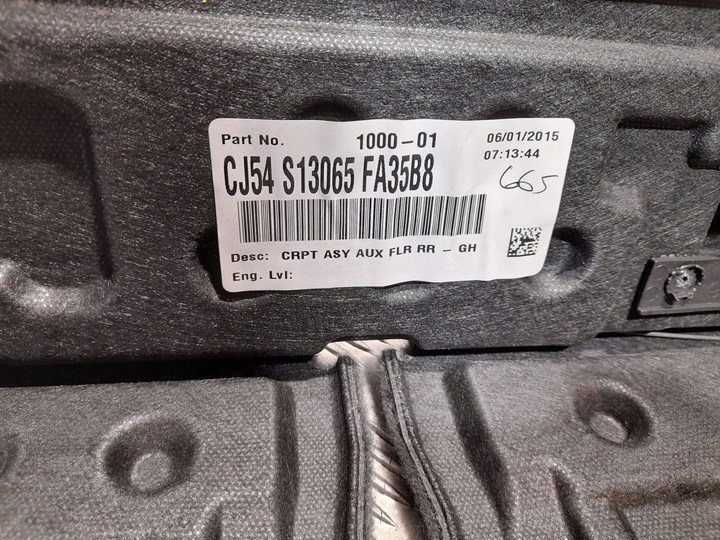 Part No. 1000-01 06/01/2015
07:13:44
CJ54 S13065 FA35B8
665
Desc: CRPT ASY AUX FLR RR - GH
Eng. Lvl: